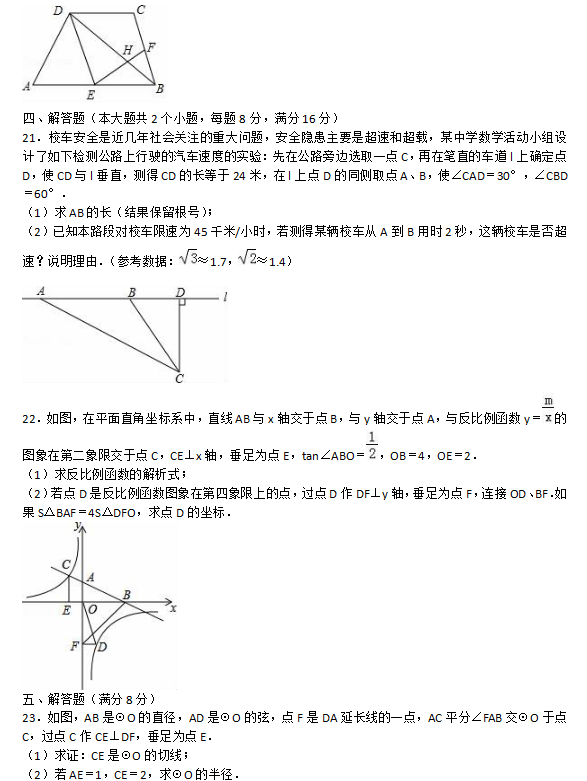 D
C
F
H
A
E
B
四、解答题（本大题共2个小题，每题8分，满分16分）
21．校车安全是近几年社会关注的重大问题，安全隐患主要是超速和超载，某中学数学活动小组设
计了如下检测公路上行驶的汽车速度的实验：先在公路旁边选取一点C，再在笔直的车道l上确定点
D，使CD与l垂直，测得CD的长等于24米，在l上点D的同侧取点A、B，使∠CAD＝30°，∠CBD
＝60°．
（1）求AB的长（结果保留根号）；
（2）已知本路段对校车限速为45千米/小时，若测得某辆校车从A到B用时2秒，这辆校车是否超
速？说明理由．（参考数据：√3≈1.7，√2≈1.4）
A B D l
C
22．如图，在平面直角坐标系中，直线AB与x轴交于点B，与y轴交于点A，与反比例函数y＝m/x的
图象在第二象限交于点C，CE⊥x轴，垂足为点E，tan∠ABO＝1/2，OB＝4，OE＝2．
（1）求反比例函数的解析式；
（2）若点D是反比例函数图象在第四象限上的点，过点D作DF⊥y轴，垂足为点F，连接OD、BF．如
果S△BAF＝4S△DFO，求点D的坐标．
y
C
A
B
E O x
F D
五、解答题（满分8分）
23．如图，AB是⊙O的直径，AD是⊙O的弦，点F是DA延长线的一点，AC平分∠FAB交⊙O于点
C，过点C作CE⊥DF，垂足为点E．
（1）求证：CE是⊙O的切线；
（2）若AE＝1，CE＝2，求⊙O的半径．